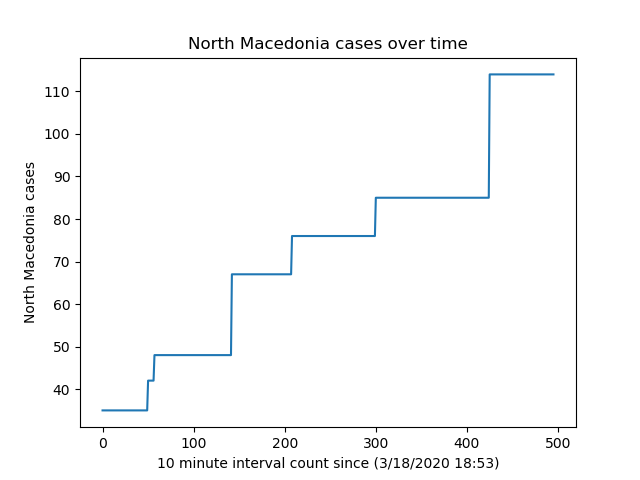 North Macedonia cases over time
110
100
90
80
70
60
50
40
North Macedonia cases
0 100 200 300 400 500
10 minute interval count since (3/18/2020 18:53)